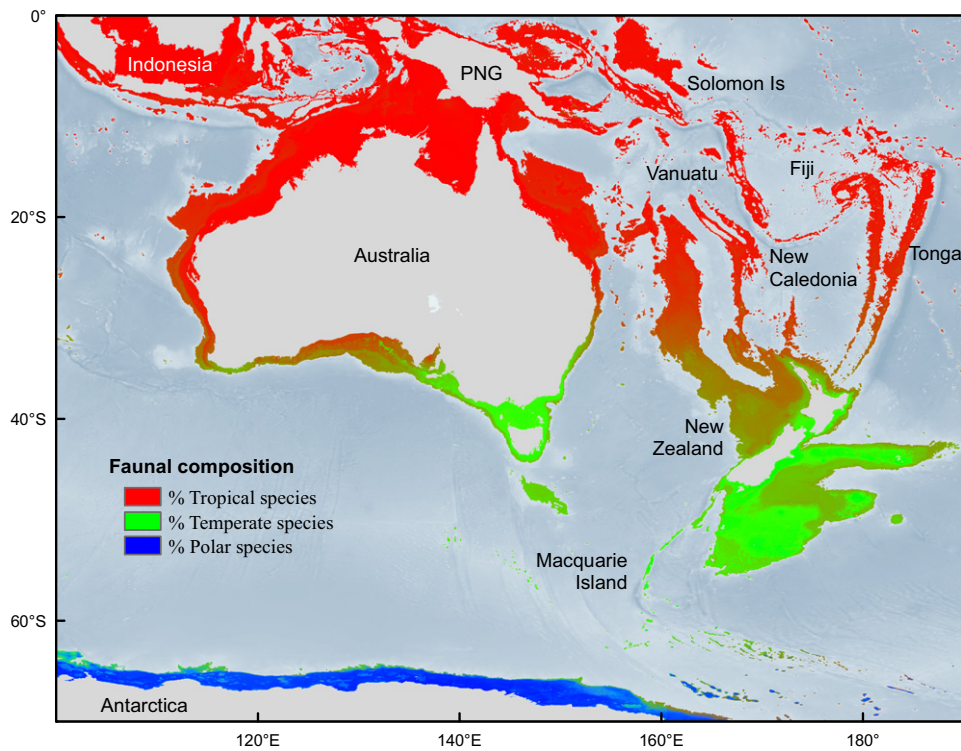 0°
Indonesia
PNG
Solomon Is
Vanuatu
Fiji
20°S
Australia
New
Caledonia
Tonga
40°S
New
Zealand
Faunal composition
% Tropical species
% Temperate species
% Polar species
Macquarie
Island
60°S
Antarctica
120°E
140°E
160°E
180°